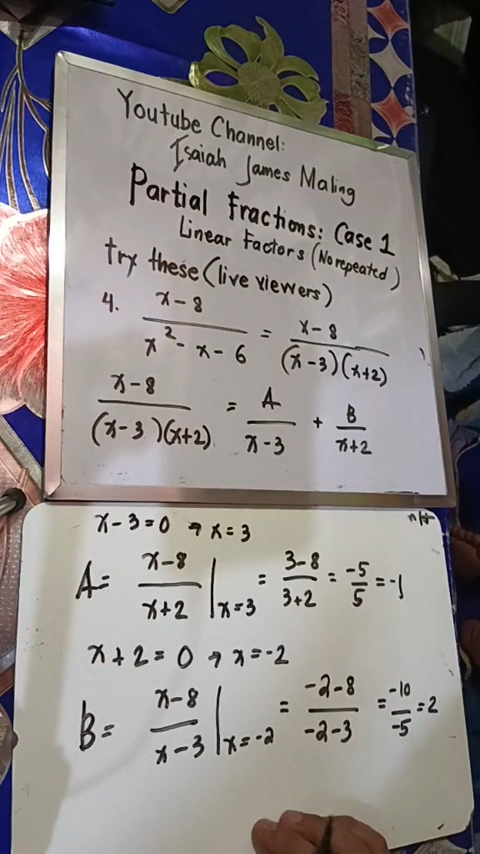 Youtube Channel:
Isaiah James Maling
Partial Fractions: Case 1
Linear Factors (No repeated)
try these (live viewers)
4. x-8 / x² - x - 6 = x-8 / (x-3)(x+2)
x-8 / (x-3)(x+2) = A / x-3 + B / x+2
x-3=0 → x=3
A= x-8 / x+2 | x=3 = 3-8 / 3+2 = -5 / 5 = -1
x+2=0 → x=-2
B= x-8 / x-3 | x=-2 = -2-8 / -2-3 = -10 / -5 = 2